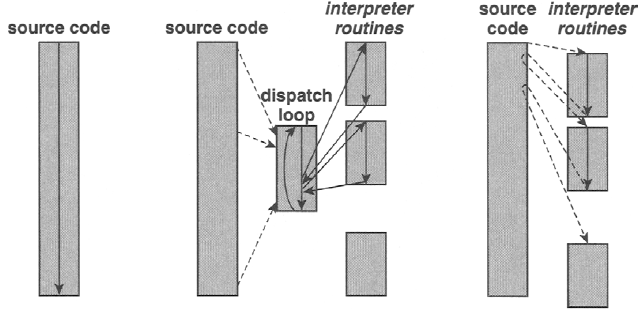 source code
source code
dispatch
loop
interpreter
routines
source
code
interpreter
routines